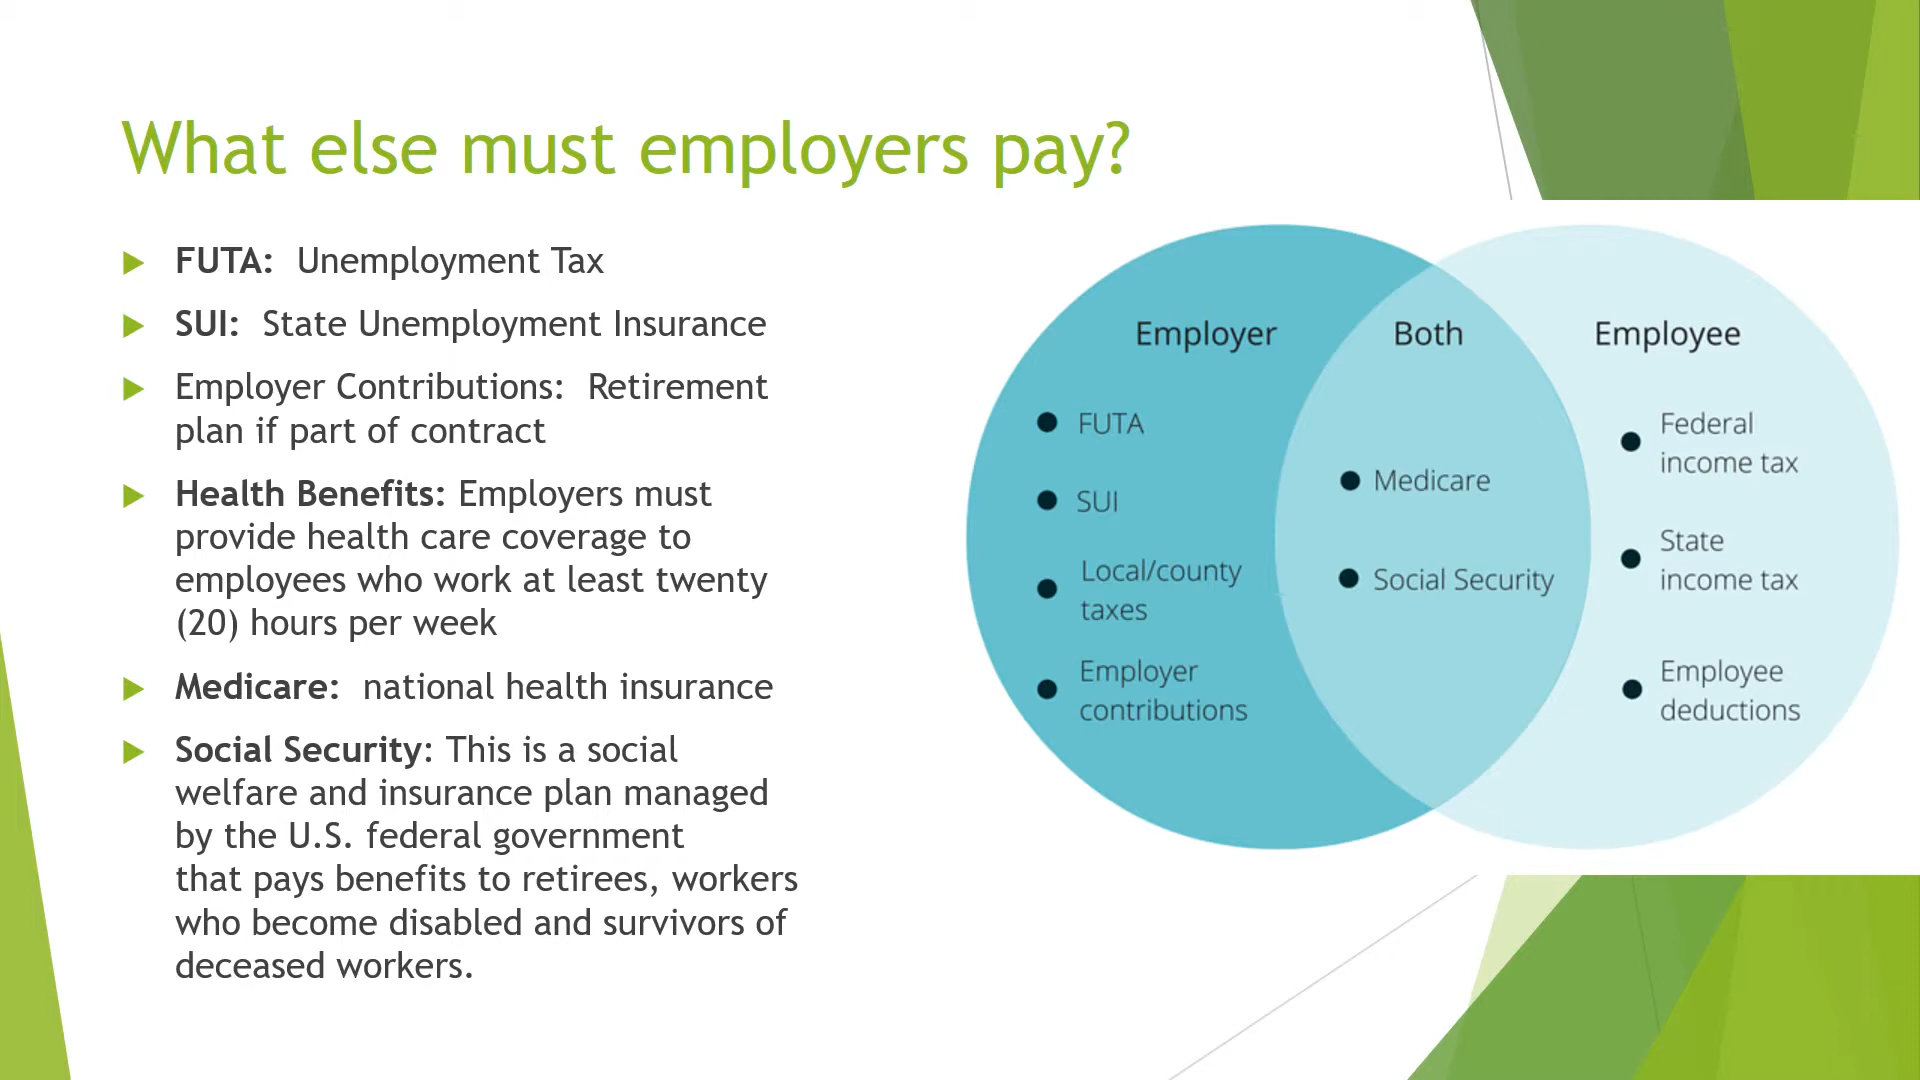 What else must employers pay?
FUTA: Unemployment Tax
SUI: State Unemployment Insurance
Employer Contributions: Retirement
plan if part of contract
Health Benefits: Employers must
provide health care coverage to
employees who work at least twenty
(20) hours per week
Medicare: national health insurance
Social Security: This is a social
welfare and insurance plan managed
by the U.S. federal government
that pays benefits to retirees, workers
who become disabled and survivors of
deceased workers.
Employer
FUTA
SUI
Local/county
taxes
Employer
contributions
Both
Medicare
Social Security
Employee
Federal
income tax
State
income tax
Employee
deductions